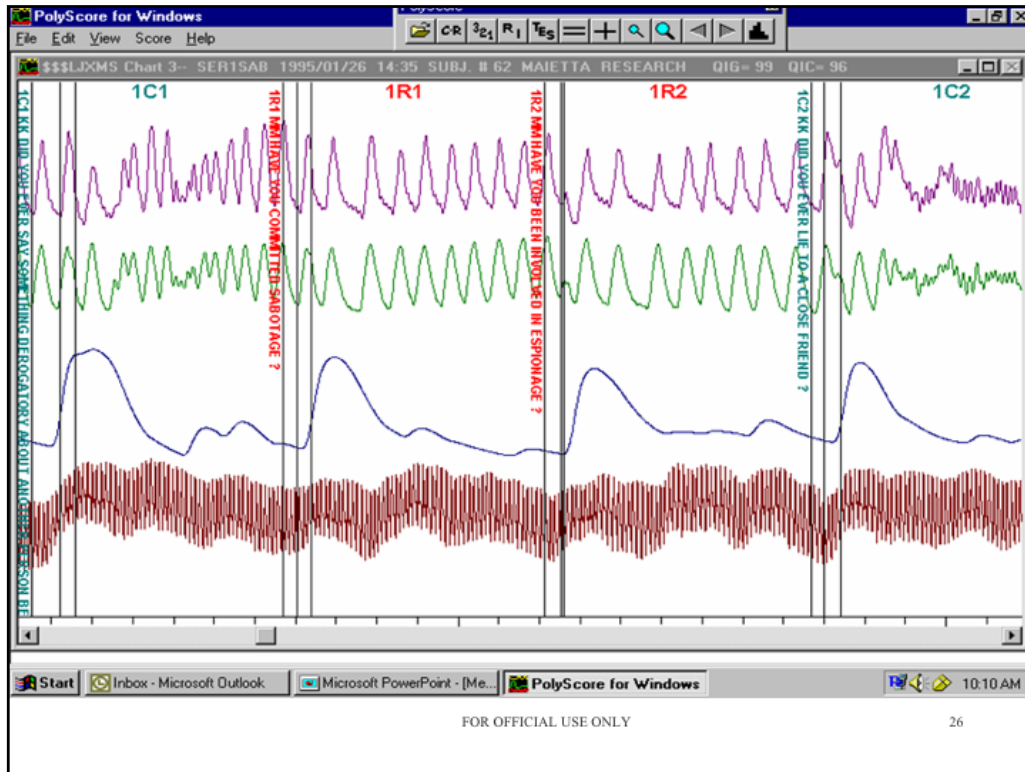 PolyScore for Windows
PolyScore
File Edit View Score Help
C-R 321 RI TES
$$$LJXMS Chart 3-- SER1SAB 1995/01/26 14:35 SUBJ. # 62 MAIETTA RESEARCH QIG= 99 QIC= 96
1C1 1R1 1R2 1C2
1C1 KK DID YOU EVER SAY SOMETHING DEROGATORY ABOUT ANOTHER PERSON BE
1R1 MM HAVE YOU COMMITTED SABOTAGE ?
1R2 MM HAVE YOU BEEN INVOLVED IN ESPIONAGE ?
1C2 KK DID YOU EVER LIE TO A CLOSE FRIEND ?
Start Inbox - Microsoft Outlook Microsoft PowerPoint - [Me... PolyScore for Windows 10:10 AM
FOR OFFICIAL USE ONLY 26